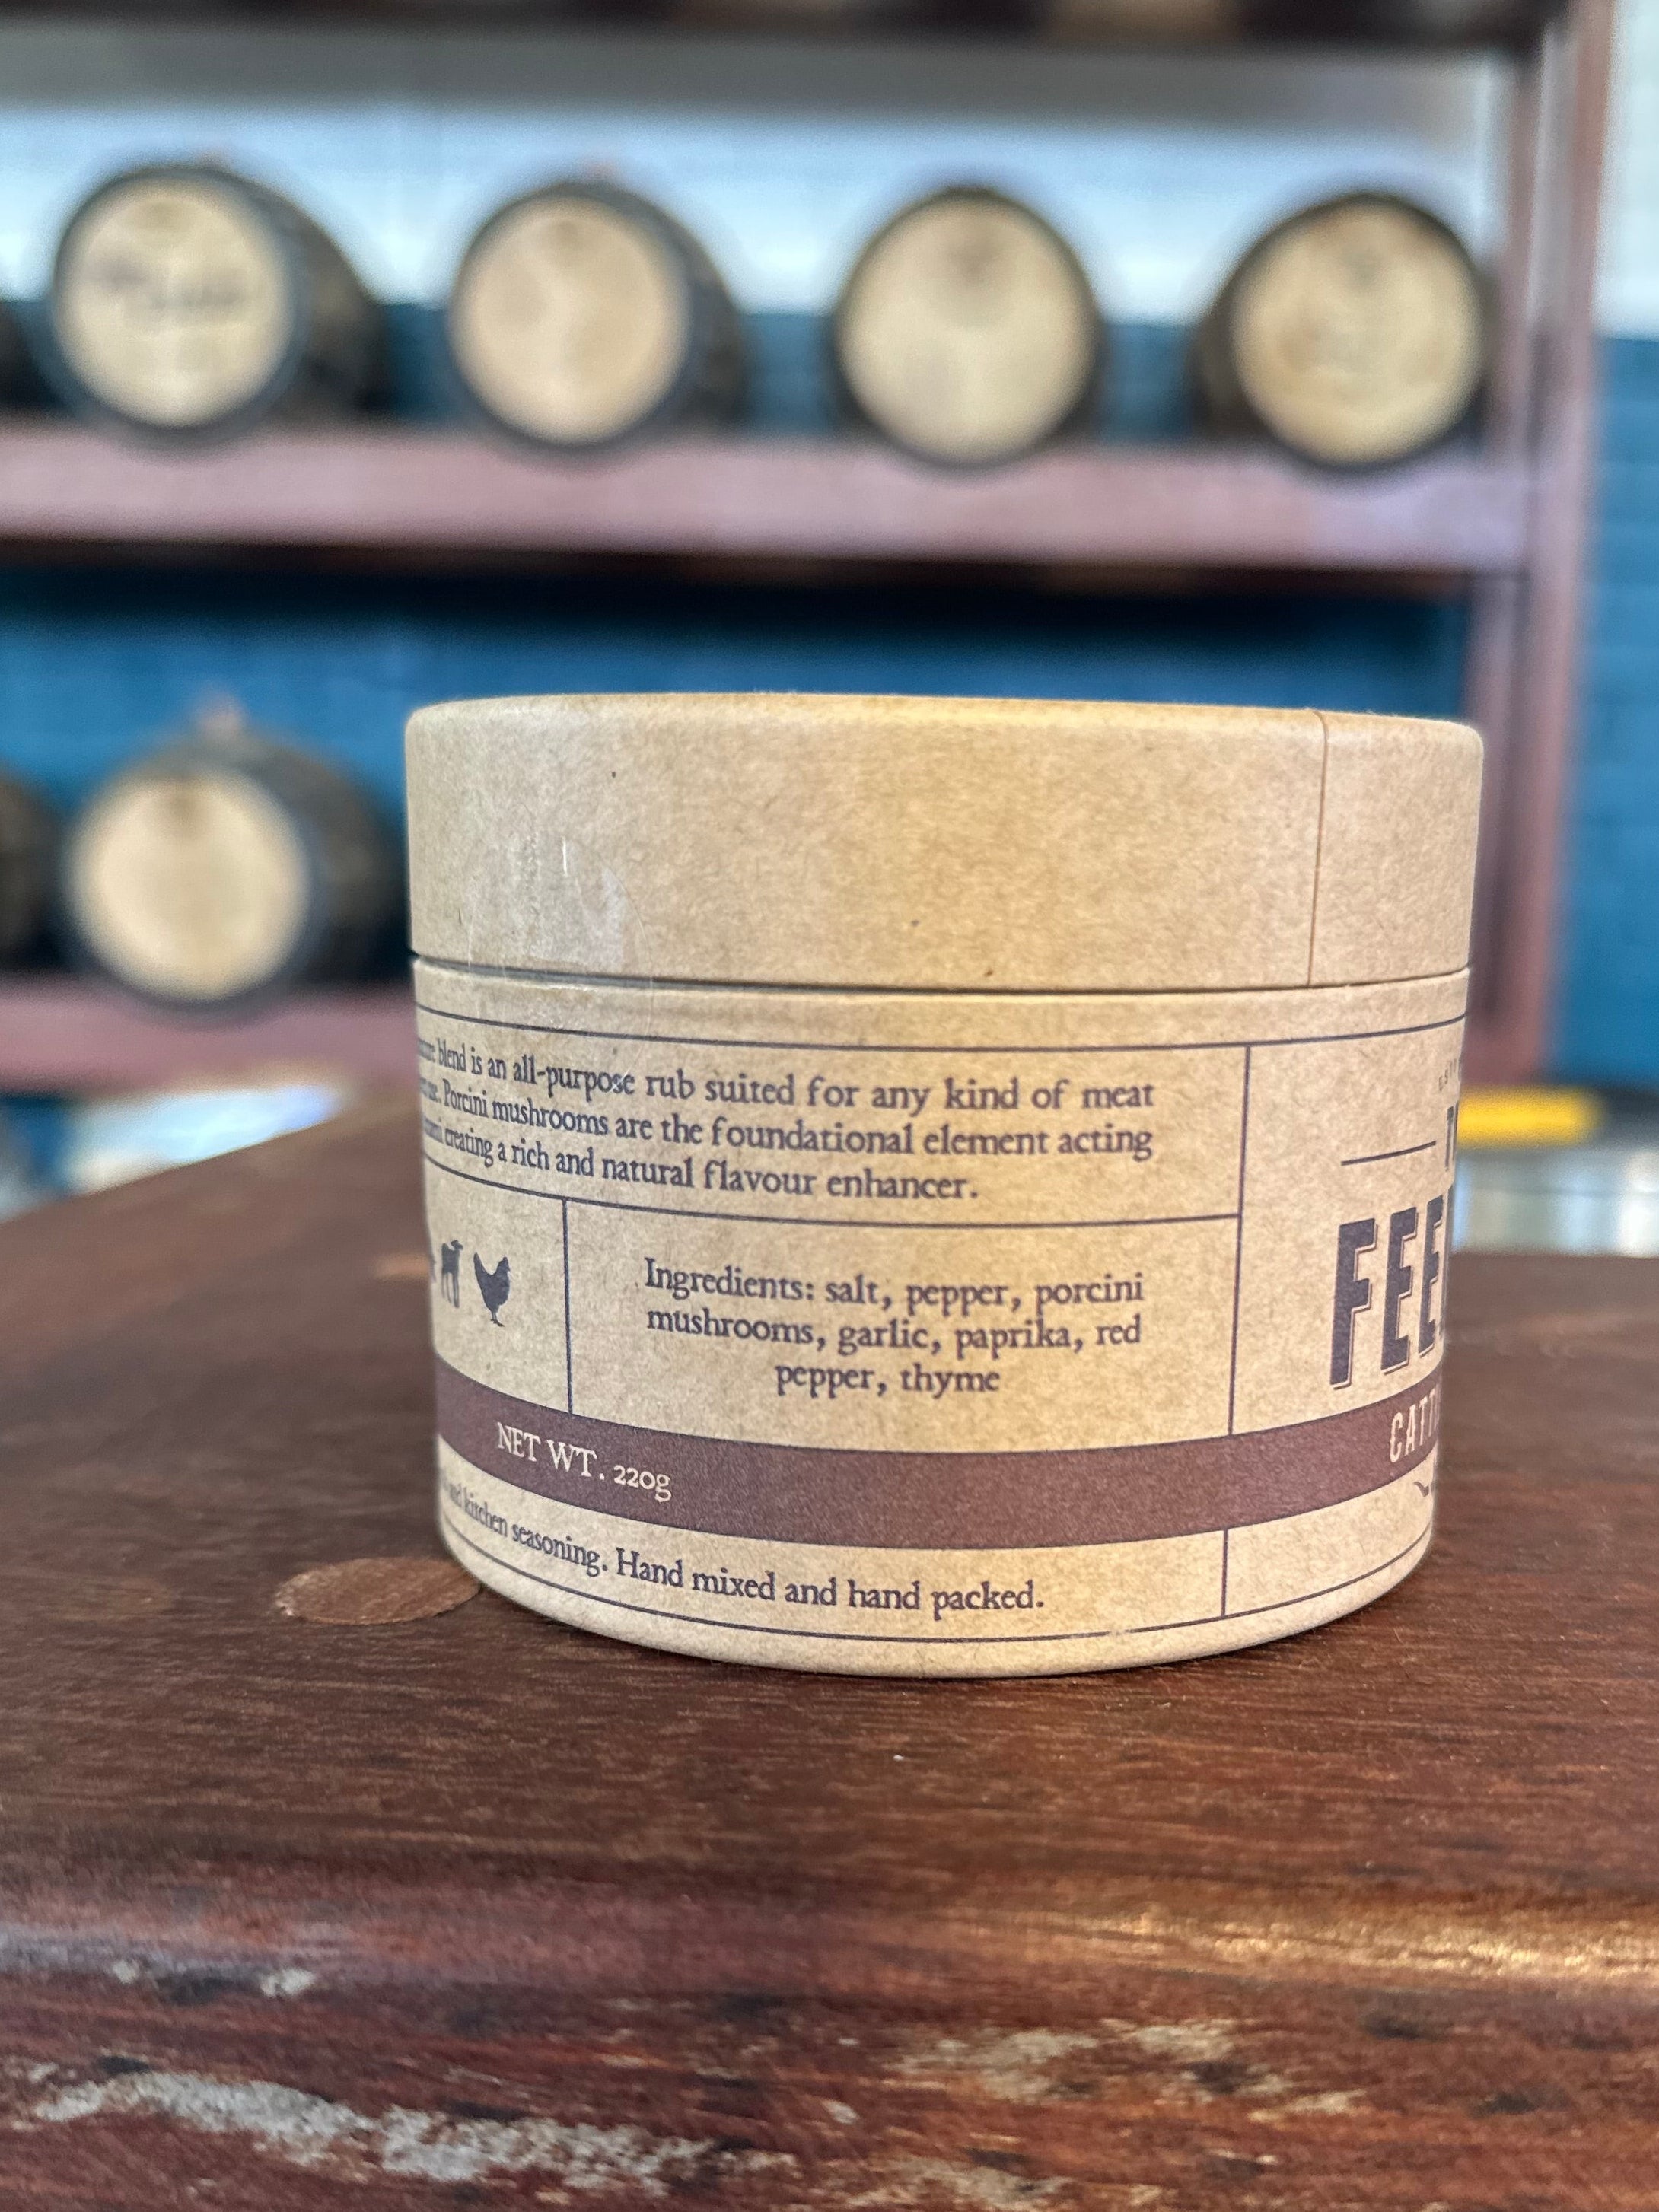 blend is an all-purpose rub suited for any kind of meat
Porcini mushrooms are the foundational element acting
creating a rich and natural flavour enhancer.
Ingredients: salt, pepper, porcini
mushrooms, garlic, paprika, red
pepper, thyme
NET WT. 220g
and kitchen seasoning. Hand mixed and hand packed.
FEE
CATT